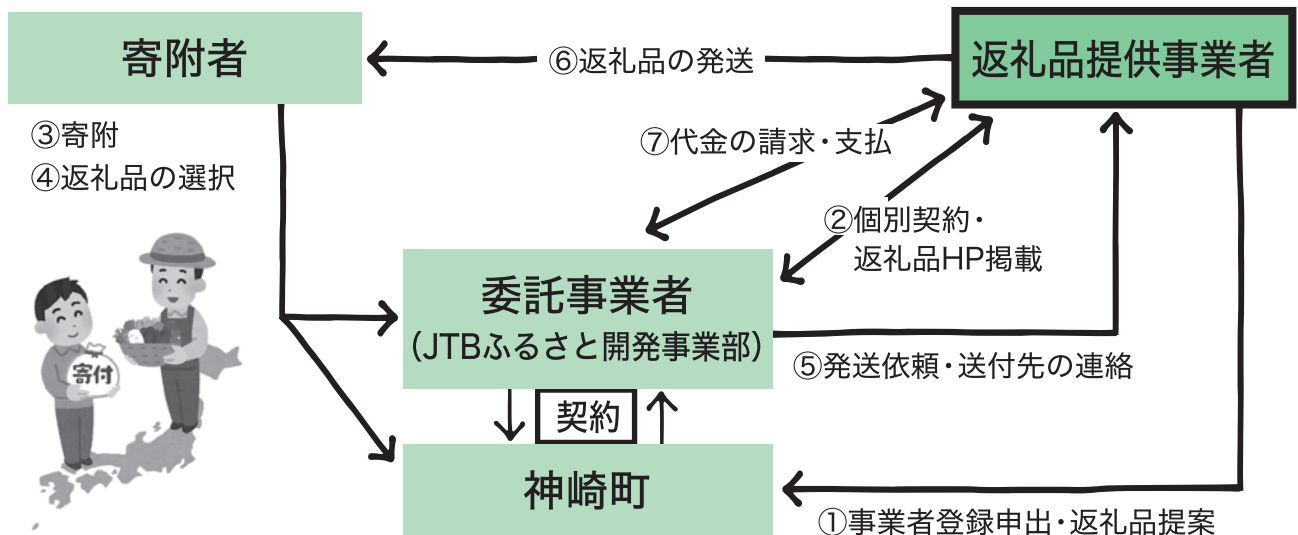 寄附者
⑥返礼品の発送
返礼品提供事業者
③寄附
④返礼品の選択
⑦代金の請求・支払
②個別契約・
返礼品HP掲載
委託事業者
（JTBふるさと開発事業部）
⑤発送依頼・送付先の連絡
寄付
契約
神崎町
①事業者登録申出・返礼品提案